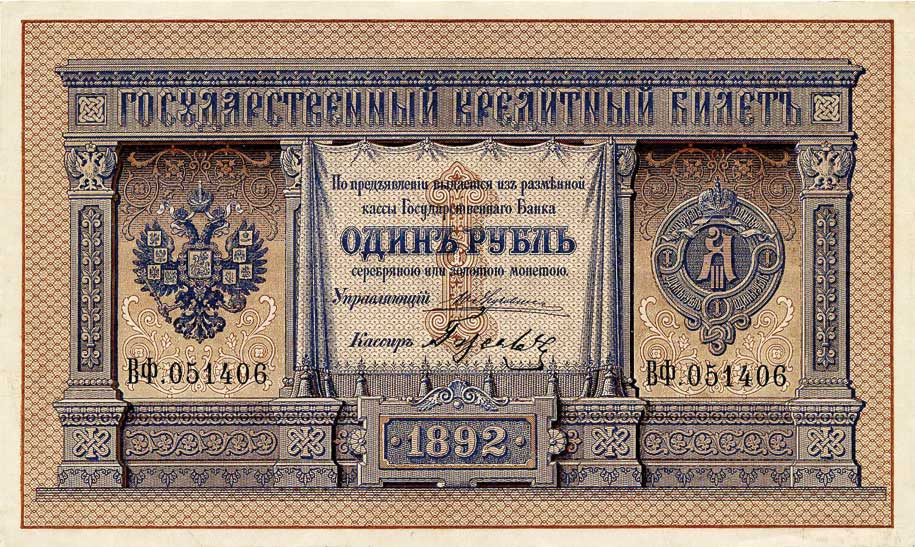 ГОСУДАРСТВЕННЫЙ КРЕДИТНЫЙ БИЛЕТЪ
По предъявленіи выдается изъ размѣнной
кассы Государственнаго Банка
ОДИНЪ РУБЛЬ
серебряною или золотою монетою.
Управляющій
Кассиръ
ВФ.051406
ВФ.051406
1892